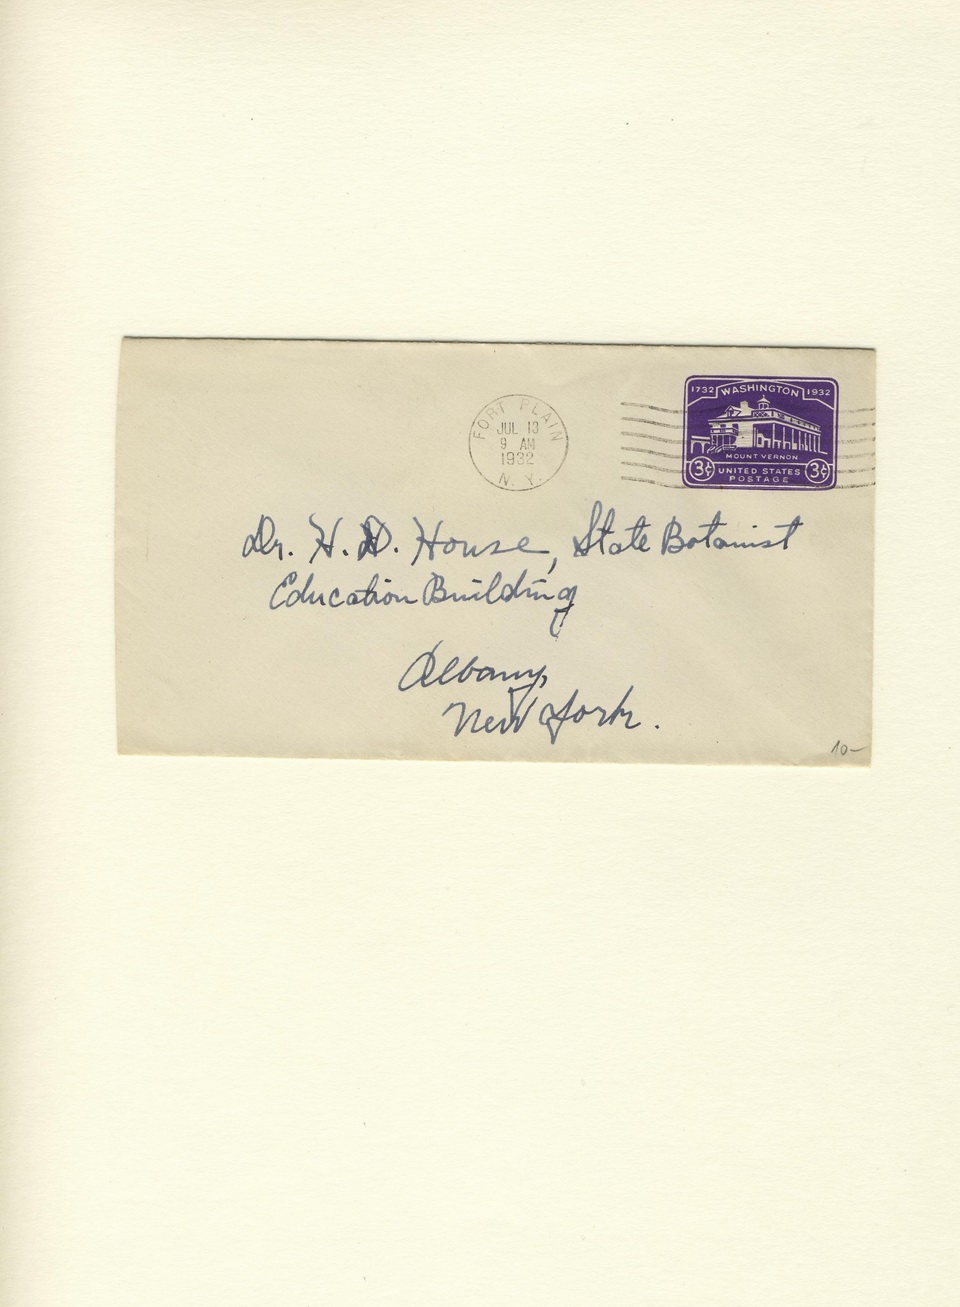 1732 WASHINGTON 1932
MOUNT VERNON
3¢ UNITED STATES 3¢
POSTAGE
FORT PLAIN
JUL 13
9 AM
1932
N. Y.
Dr. H. D. House, State Botanist
Education Building
Albany,
New York.
10-